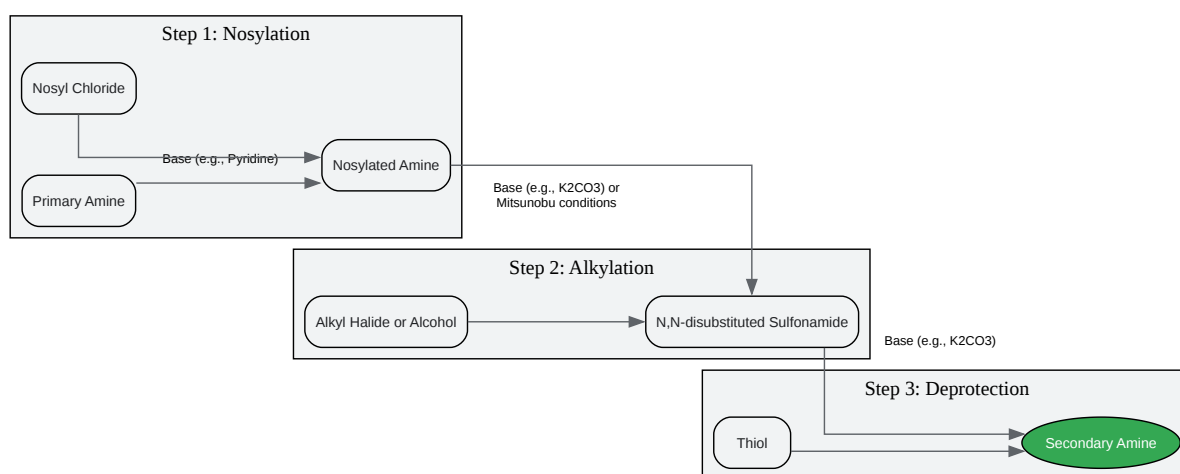 Step 1: Nosylation
Nosyl Chloride
Base (e.g., Pyridine)
Nosylated Amine
Primary Amine
Base (e.g., K2CO3) or
Mitsunobu conditions
Step 2: Alkylation
Alkyl Halide or Alcohol
N,N-disubstituted Sulfonamide
Base (e.g., K2CO3)
Step 3: Deprotection
Thiol
Secondary Amine